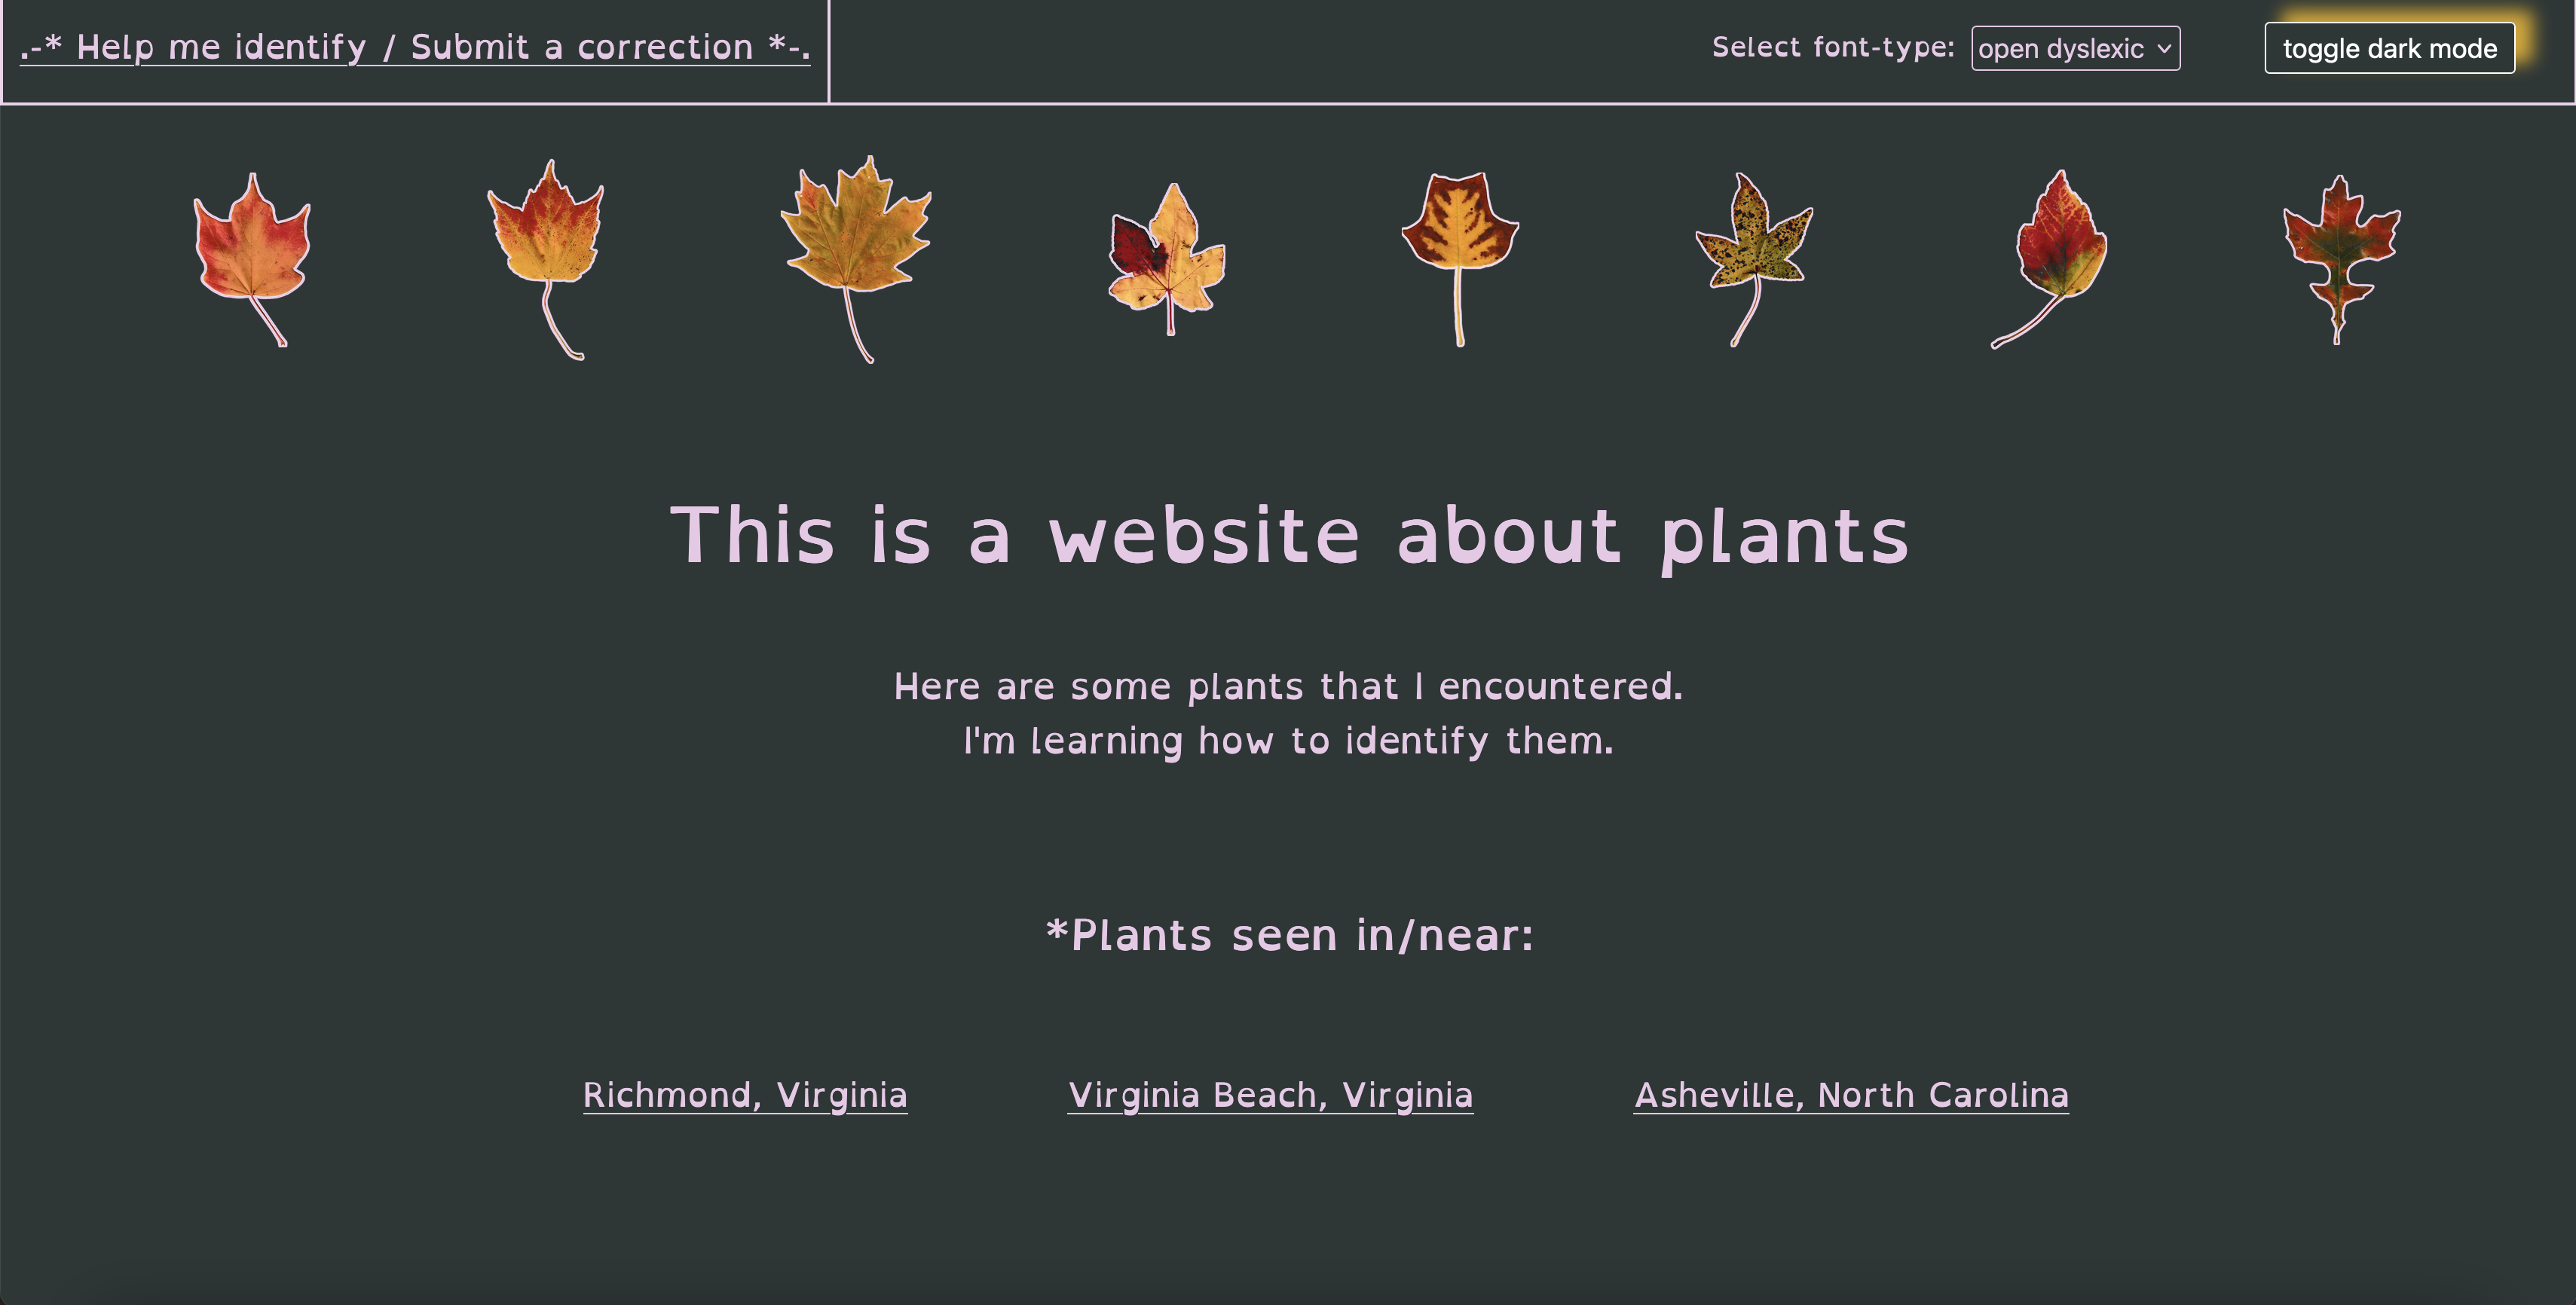 .-* Help me identify / Submit a correction *-.
Select font-type: open dyslexic
toggle dark mode
This is a website about plants
Here are some plants that I encountered.
I'm learning how to identify them.
*Plants seen in/near:
Richmond, Virginia
Virginia Beach, Virginia
Asheville, North Carolina